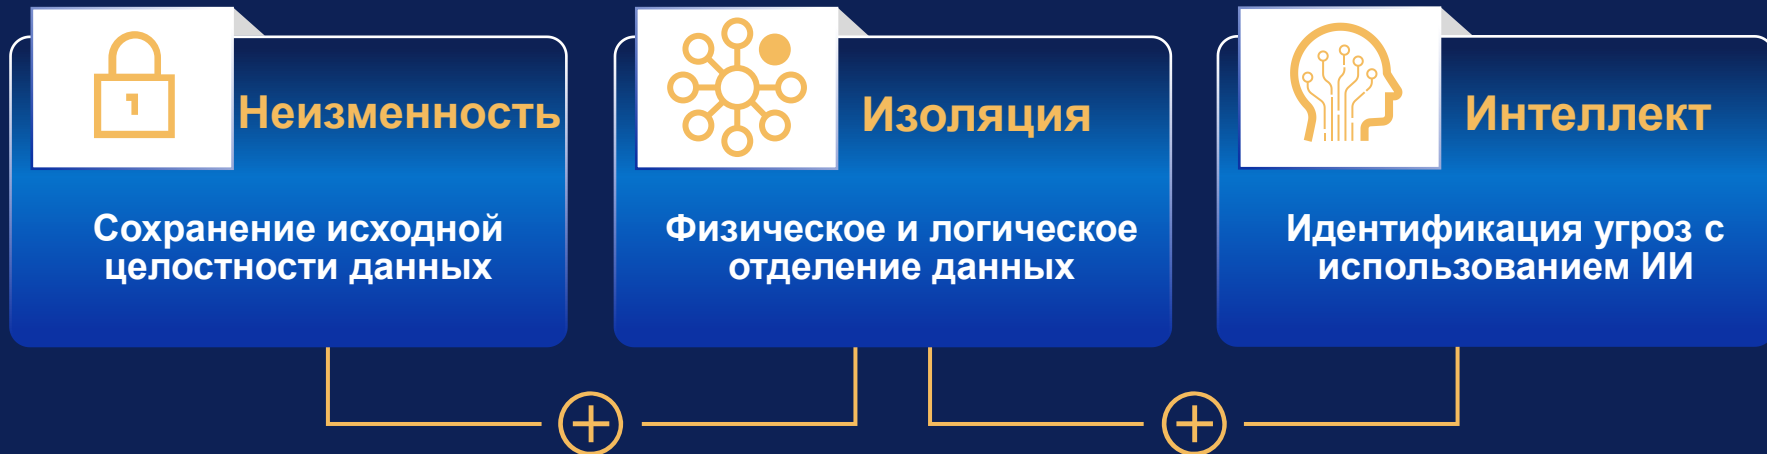 Неизменность
Сохранение исходной
целостности данных
Изоляция
Физическое и логическое
отделение данных
Интеллект
Идентификация угроз с
использованием ИИ